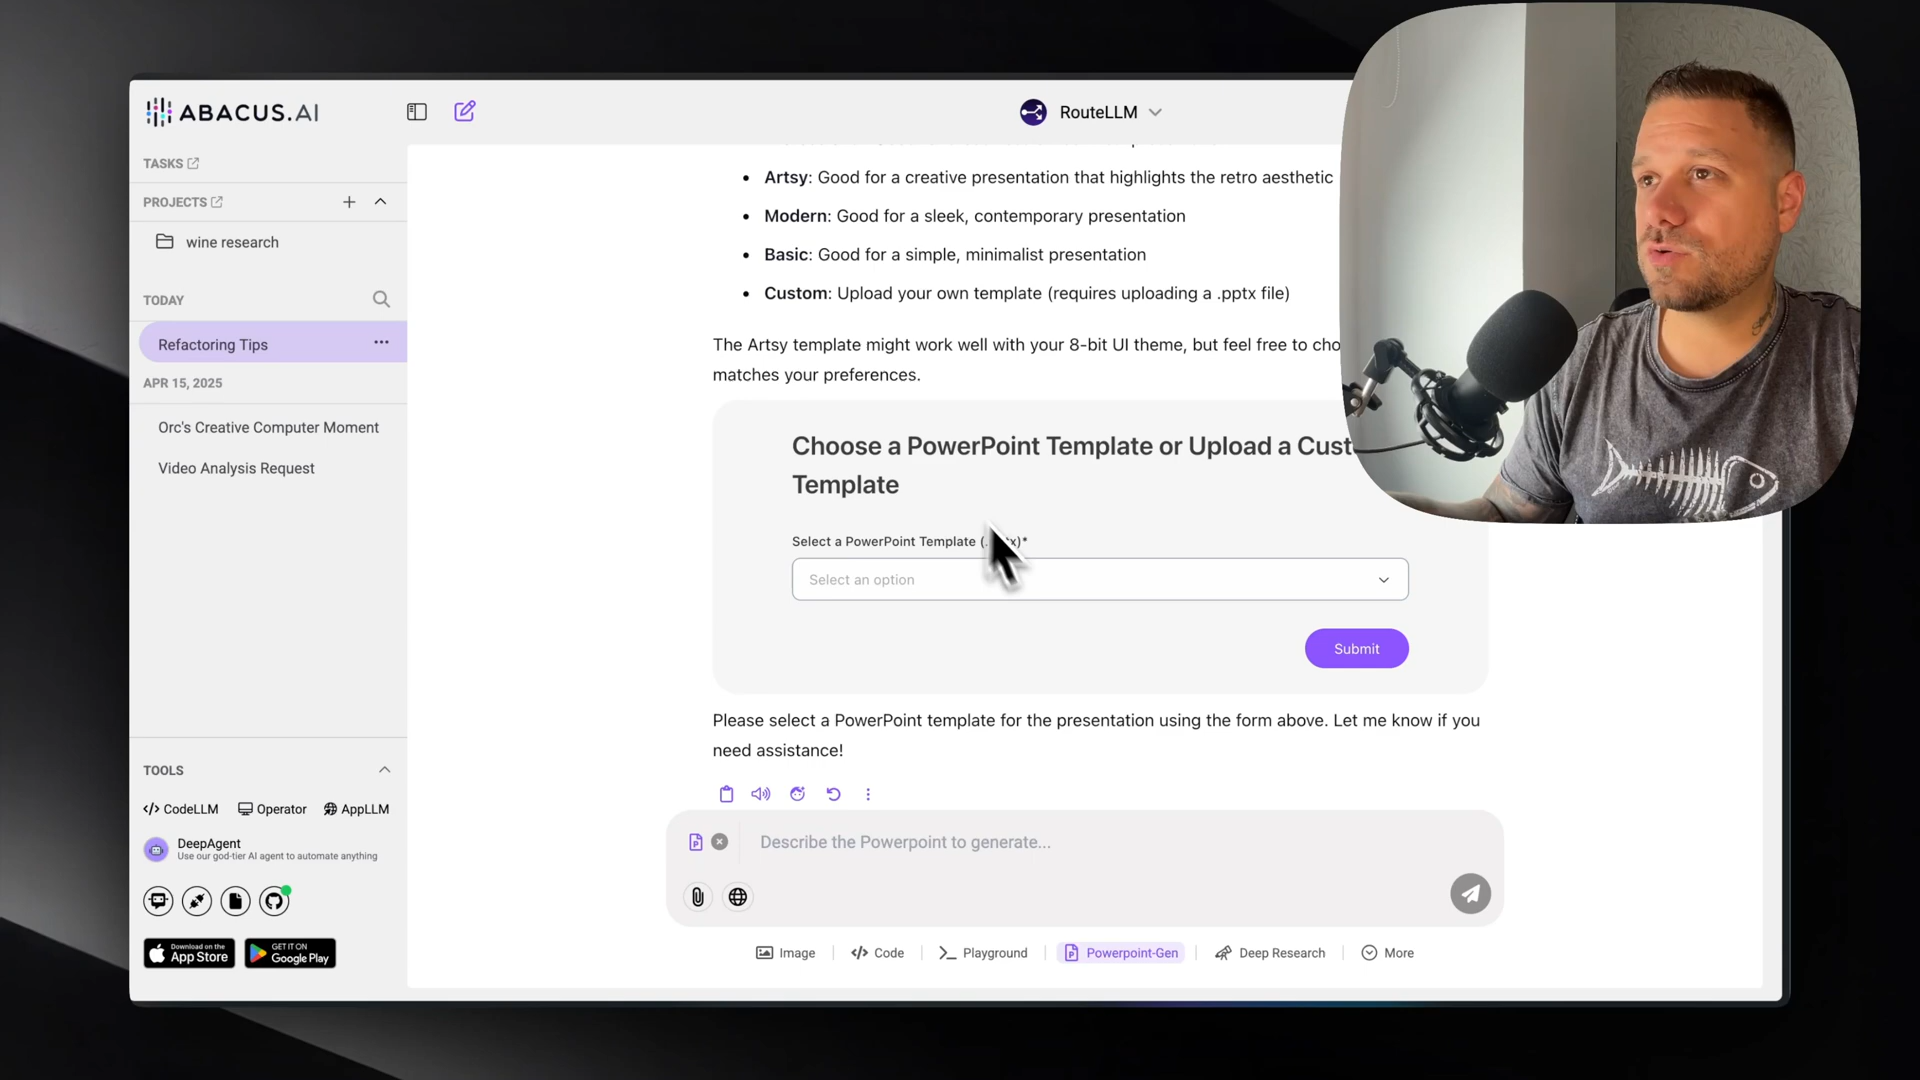 ABACUS.AI
RouteLLM
TASKS
PROJECTS
wine research
TODAY
Refactoring Tips
APR 15, 2025
Orc's Creative Computer Moment
Video Analysis Request
TOOLS
CodeLLM
Operator
AppLLM
DeepAgent
Use our god-tier AI agent to automate anything
Download on the
App Store
GET IT ON
Google Play
Artsy: Good for a creative presentation that highlights the retro aesthetic
Modern: Good for a sleek, contemporary presentation
Basic: Good for a simple, minimalist presentation
Custom: Upload your own template (requires uploading a .pptx file)
The Artsy template might work well with your 8-bit UI theme, but feel free to cho
matches your preferences.
Choose a PowerPoint Template or Upload a Cust
Template
Select a PowerPoint Template
Select an option
Submit
Please select a PowerPoint template for the presentation using the form above. Let me know if you
need assistance!
Describe the Powerpoint to generate...
Image
Code
Playground
Powerpoint-Gen
Deep Research
More